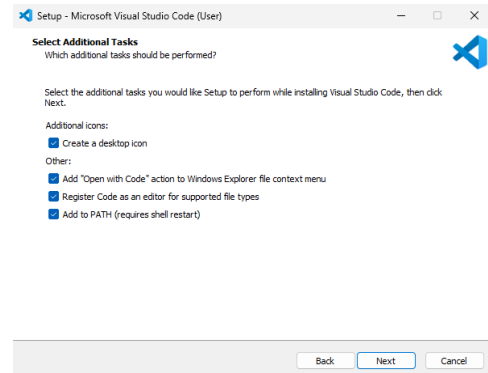 Setup - Microsoft Visual Studio Code (User)
Select Additional Tasks
Which additional tasks should be performed?
Select the additional tasks you would like Setup to perform while installing Visual Studio Code, then click
Next.
Additional icons:
Create a desktop icon
Other:
Add "Open with Code" action to Windows Explorer file context menu
Register Code as an editor for supported file types
Add to PATH (requires shell restart)
Back Next Cancel